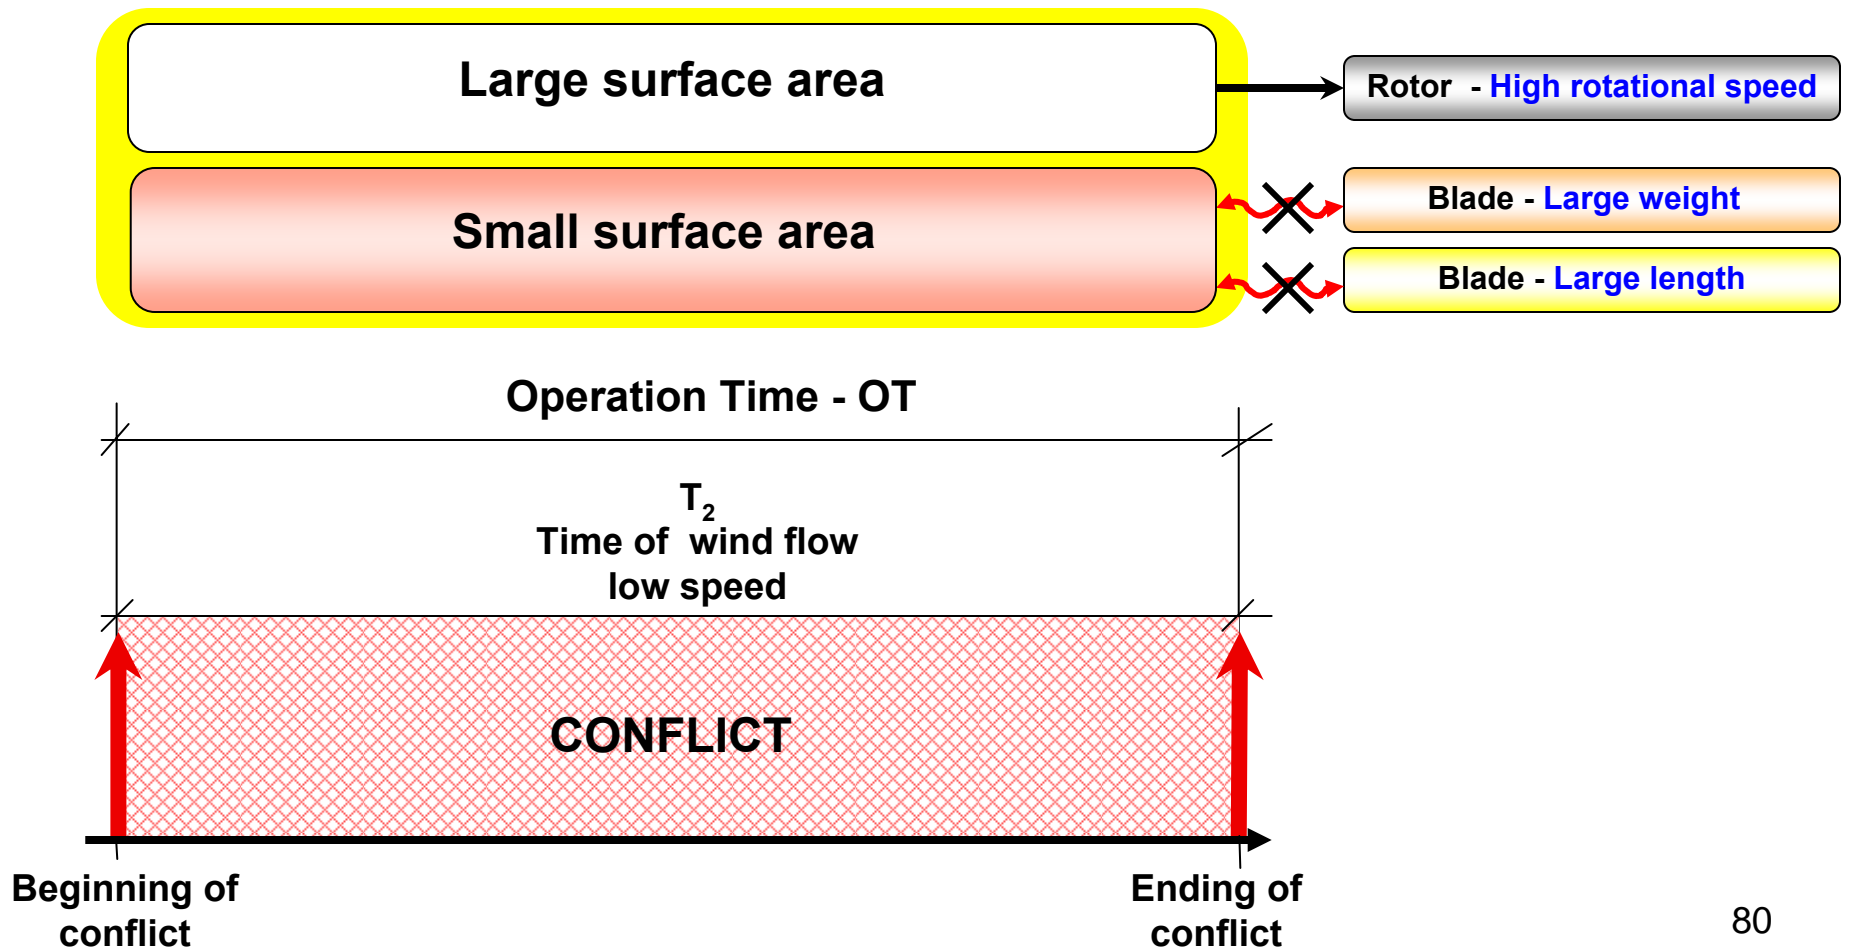 Large surface area
Rotor - High rotational speed
Small surface area
Blade - Large weight
Blade - Large length
Operation Time - OT
T2
Time of wind flow
low speed
CONFLICT
Beginning of
conflict
Ending of
conflict
80